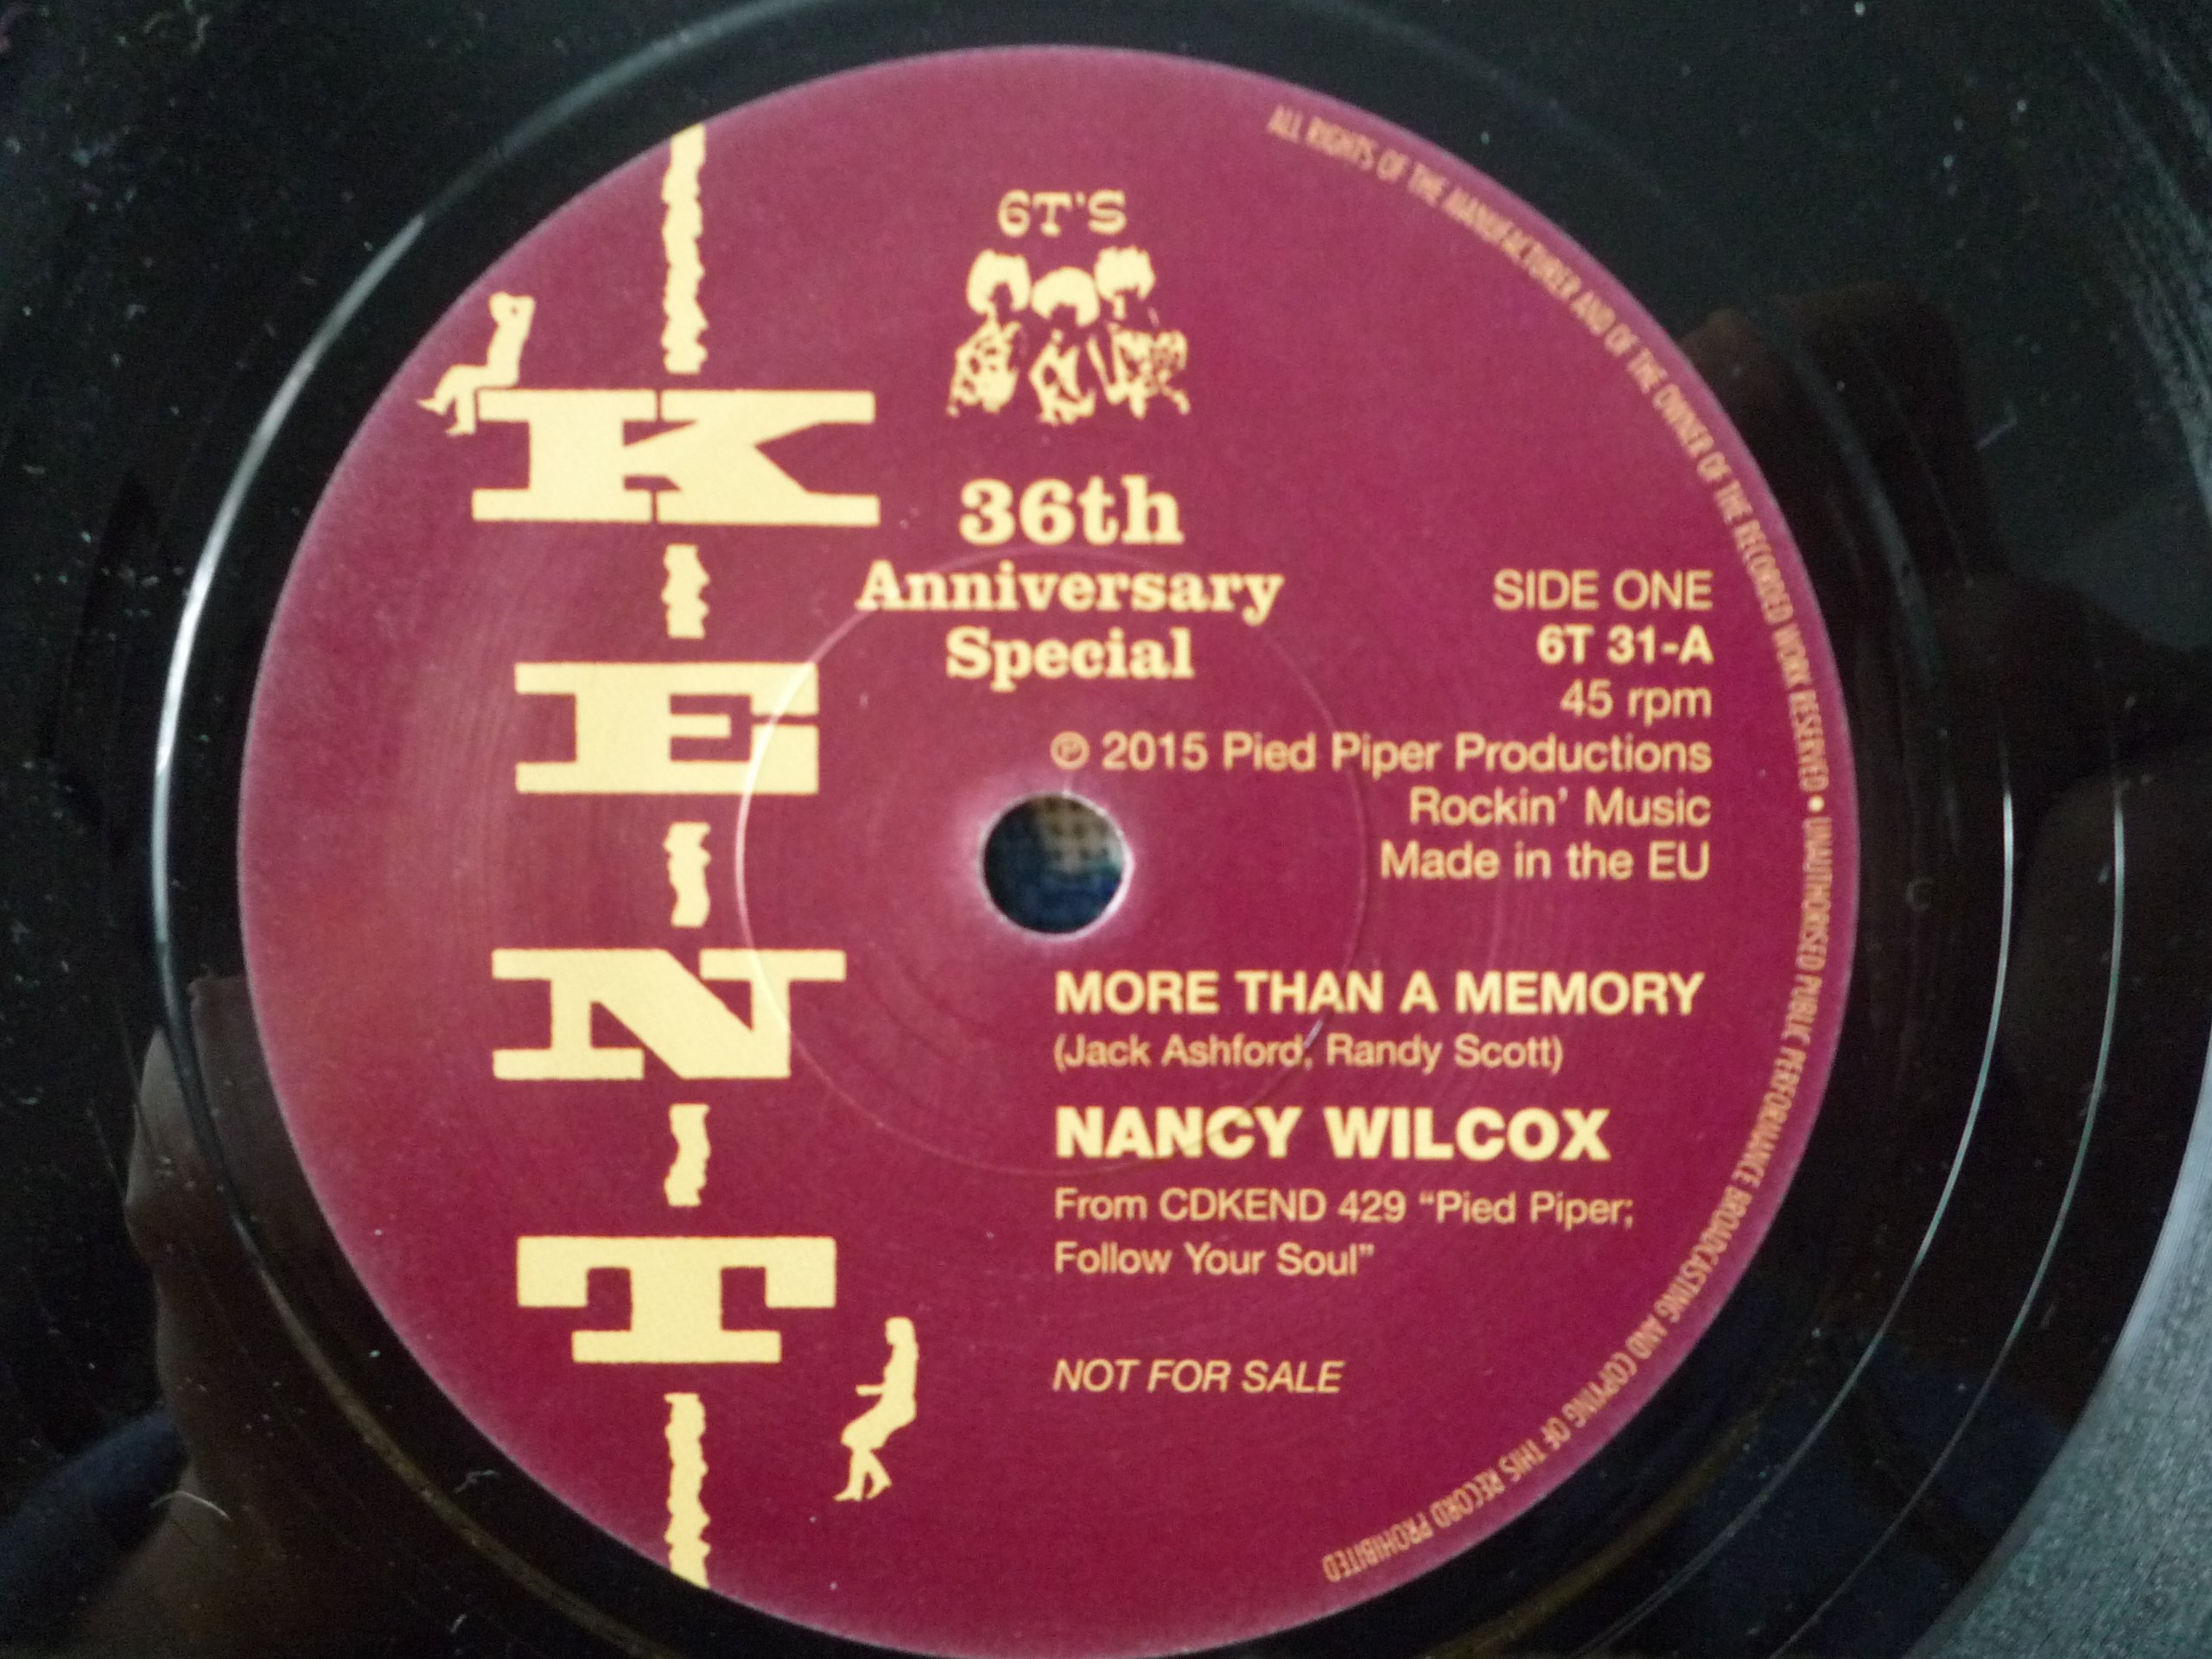 6T'S
KENT
36th
Anniversary
Special
SIDE ONE
6T 31-A
45 rpm
℗ 2015 Pied Piper Productions
Rockin' Music
Made in the EU
MORE THAN A MEMORY
(Jack Ashford, Randy Scott)
NANCY WILCOX
From CDKEND 429 “Pied Piper;
Follow Your Soul”
NOT FOR SALE
ALL RIGHTS OF THE MANUFACTURER AND OF THE OWNER OF THE RECORDED WORK RESERVED • UNAUTHORISED PUBLIC PERFORMANCE BROADCASTING AND COPYING OF THIS RECORD PROHIBITED